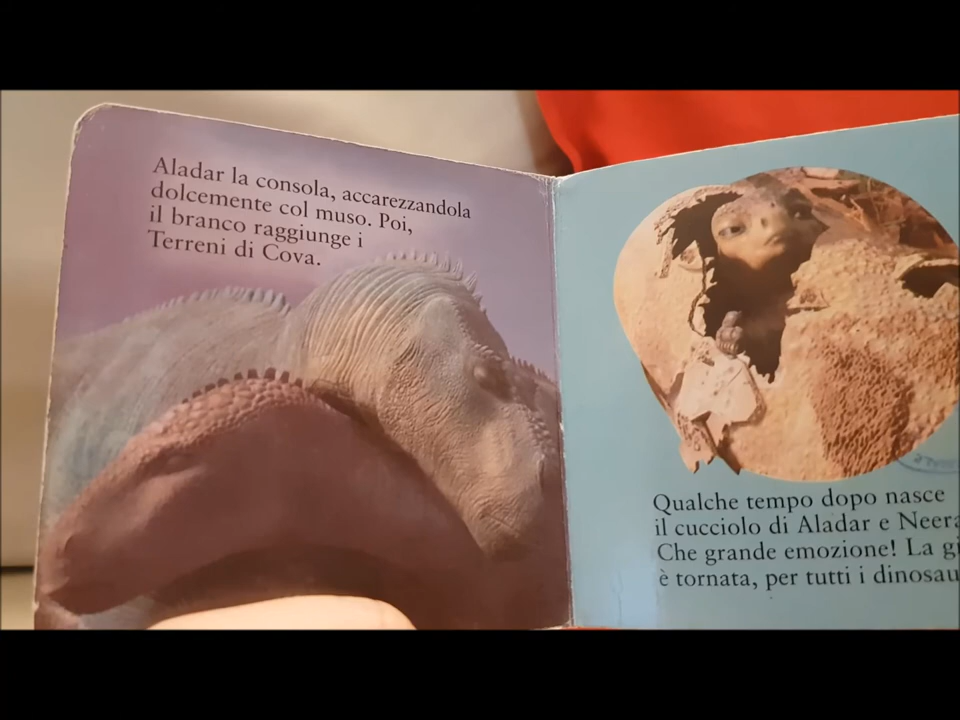 Aladar la consola, accarezzandola
dolcemente col muso. Poi,
il branco raggiunge i
Terreni di Cova.
Qualche tempo dopo nasce
il cucciolo di Aladar e Neera
Che grande emozione! La
è tornata, per tutti i